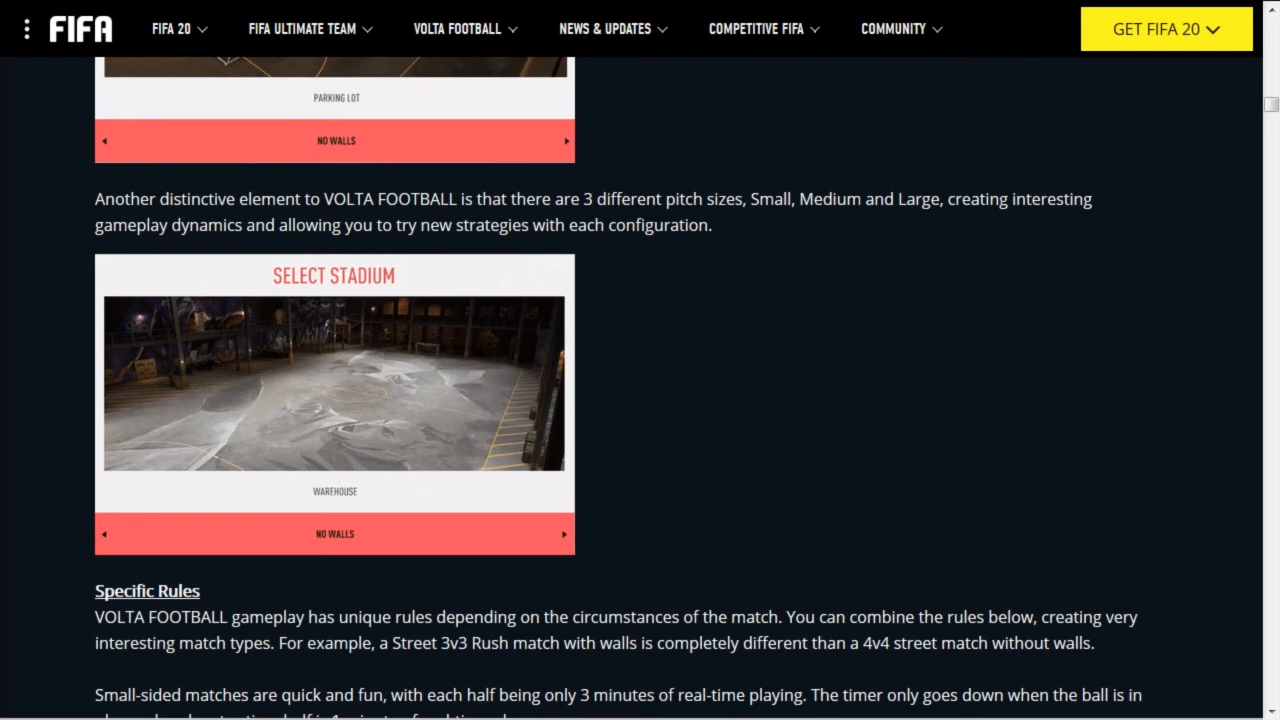 FIFA
FIFA 20
FIFA ULTIMATE TEAM
VOLTA FOOTBALL
NEWS & UPDATES
COMPETITIVE FIFA
COMMUNITY
GET FIFA 20
PARKING LOT
NO WALLS
Another distinctive element to VOLTA FOOTBALL is that there are 3 different pitch sizes, Small, Medium and Large, creating interesting
gameplay dynamics and allowing you to try new strategies with each configuration.
SELECT STADIUM
WAREHOUSE
NO WALLS
Specific Rules
VOLTA FOOTBALL gameplay has unique rules depending on the circumstances of the match. You can combine the rules below, creating very
interesting match types. For example, a Street 3v3 Rush match with walls is completely different than a 4v4 street match without walls.
Small-sided matches are quick and fun, with each half being only 3 minutes of real-time playing. The timer only goes down when the ball is in